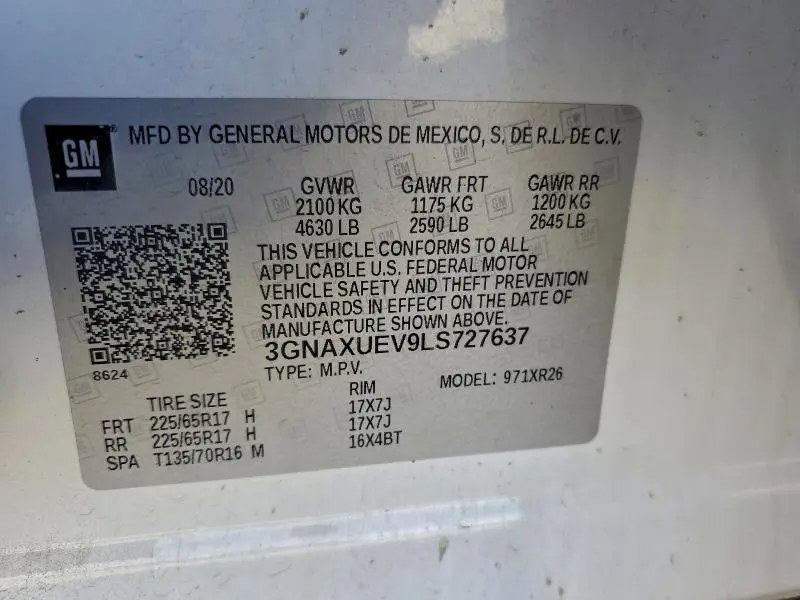 GM MFD BY GENERAL MOTORS DE MEXICO, S. DE R.L. DE C.V.
08/20 GVWR GAWR FRT GAWR RR
2100 KG 1175 KG 1200 KG
4630 LB 2590 LB 2645 LB
THIS VEHICLE CONFORMS TO ALL
APPLICABLE U.S. FEDERAL MOTOR
VEHICLE SAFETY AND THEFT PREVENTION
STANDARDS IN EFFECT ON THE DATE OF
MANUFACTURE SHOWN ABOVE.
3GNAXUEV9LS727637
8624
TYPE: M.P.V. MODEL: 971XR26
TIRE SIZE RIM
FRT 225/65R17 H 17X7J
RR 225/65R17 H 17X7J
SPA T135/70R16 M 16X4BT